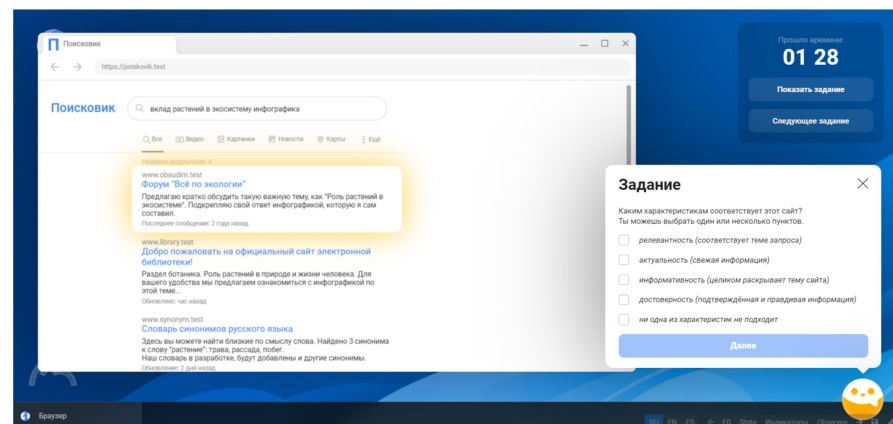 Поисковик
https://poiskovik.test
Поисковик
вклад растений в экосистему инфографика
Все Видео Картинки Новости Карты Ещё
Найдено результатов: 4
www.obsudim.test
Форум "Всё по экологии"
Предлагаю кратко обсудить такую важную тему, как "Роль растений в
экосистеме". Подкрепляю свой ответ инфографикой, которую я сам
составил.
Последнее сообщение: 2 года назад
www.library.test
Добро пожаловать на официальный сайт электронной
библиотеки!
Раздел ботаника. Роль растений в природе и жизни человека. Для
вашего удобства мы предлагаем ознакомиться с инфографикой по
этой теме...
Обновлено: час назад
www.synonym.test
Словарь синонимов русского языка
Здесь вы можете найти близкие по смыслу слова. Найдено 3 синонима
к слову "растение": трава, рассада, побег.
Наш словарь в разработке, будут добавлены и другие синонимы.
Обновление: 2 дня назад
Прошло времени:
01 28
Показать задание
Следующее задание
Задание
Каким характеристикам соответствует этот сайт?
Ты можешь выбрать один или несколько пунктов.
релевантность (соответствует теме запроса)
актуальность (свежая информация)
информативность (целиком раскрывает тему сайта)
достоверность (подтверждённая и правдивая информация)
ни одна из характеристик не подходит
Далее
Браузер
RU EN ES State Индикаторы Observes